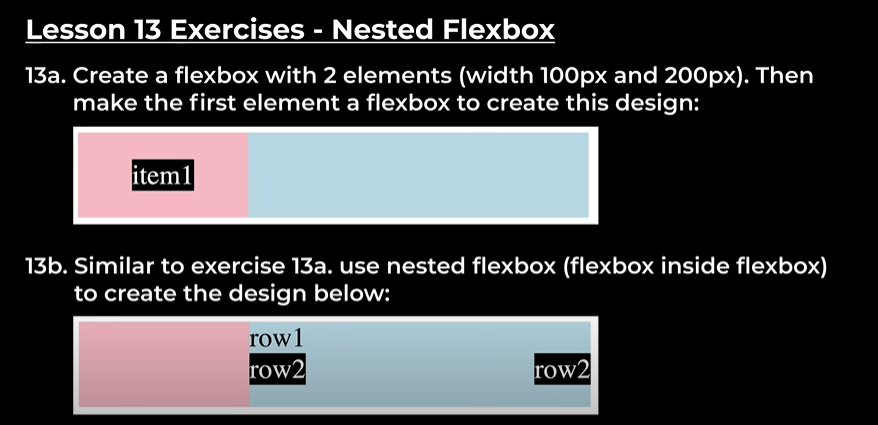 Lesson 13 Exercises - Nested Flexbox
13a. Create a flexbox with 2 elements (width 100px and 200px). Then
make the first element a flexbox to create this design:
item1
13b. Similar to exercise 13a. use nested flexbox (flexbox inside flexbox)
to create the design below:
row1
row2 row2